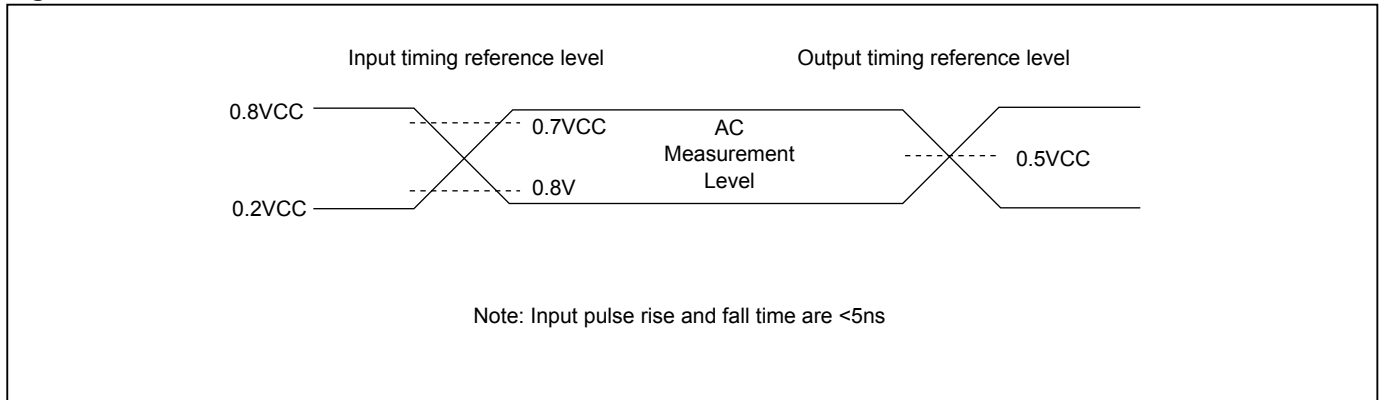 Input timing reference level
Output timing reference level
0.8VCC
0.7VCC
AC
Measurement
Level
0.5VCC
0.8V
0.2VCC
Note: Input pulse rise and fall time are <5ns